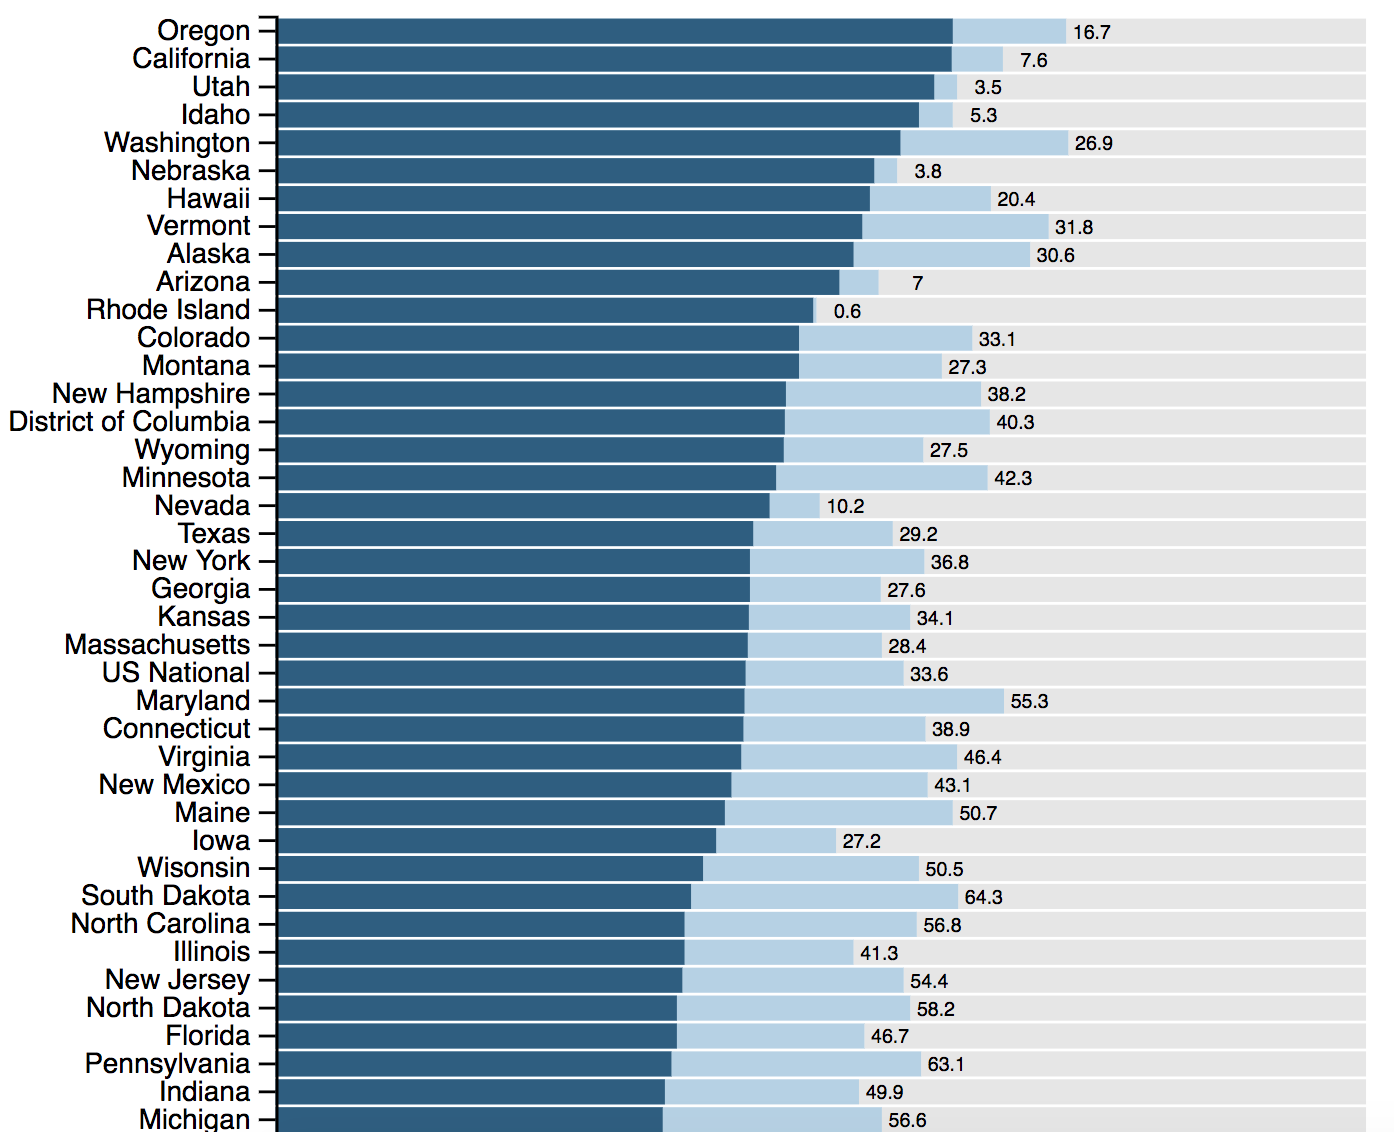 Oregon 16.7
California 7.6
Utah 3.5
Idaho 5.3
Washington 26.9
Nebraska 3.8
Hawaii 20.4
Vermont 31.8
Alaska 30.6
Arizona 7
Rhode Island 0.6
Colorado 33.1
Montana 27.3
New Hampshire 38.2
District of Columbia 40.3
Wyoming 27.5
Minnesota 42.3
Nevada 10.2
Texas 29.2
New York 36.8
Georgia 27.6
Kansas 34.1
Massachusetts 28.4
US National 33.6
Maryland 55.3
Connecticut 38.9
Virginia 46.4
New Mexico 43.1
Maine 50.7
Iowa 27.2
Wisonsin 50.5
South Dakota 64.3
North Carolina 56.8
Illinois 41.3
New Jersey 54.4
North Dakota 58.2
Florida 46.7
Pennsylvania 63.1
Indiana 49.9
Michigan 56.6